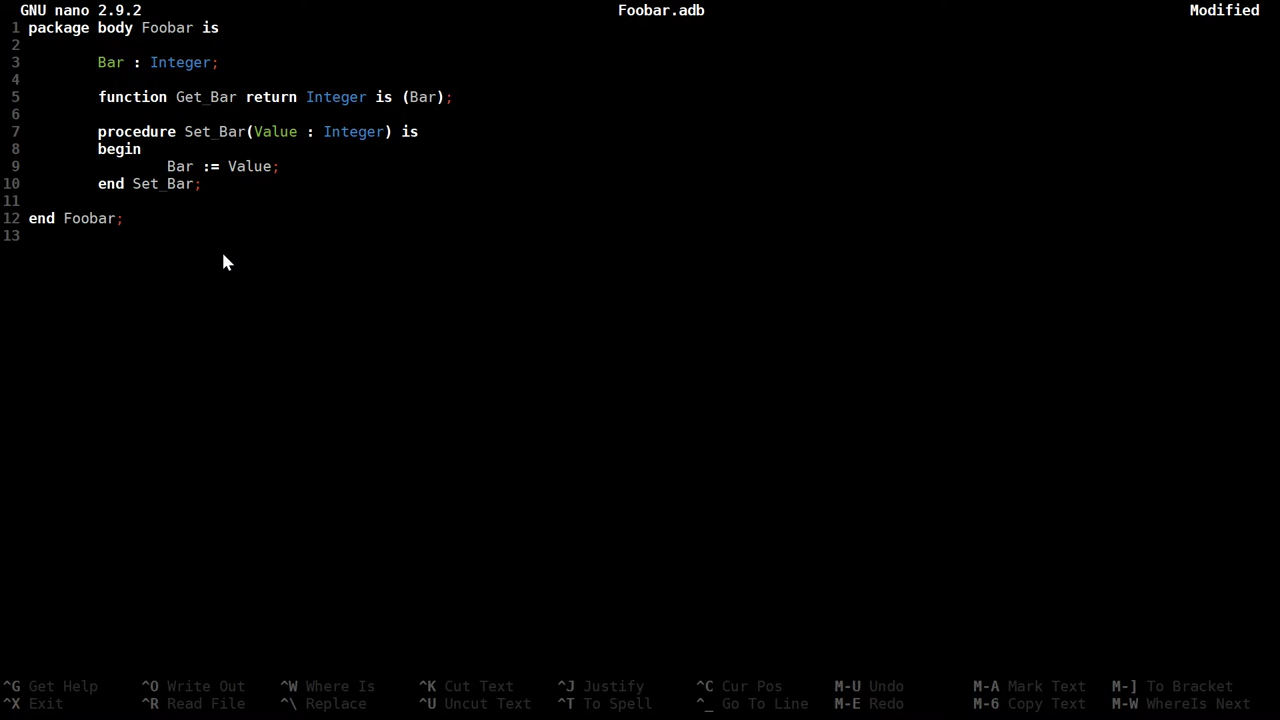 GNU nano 2.9.2 Foobar.adb Modified
1 package body Foobar is
2
3 Bar : Integer;
4
5 function Get_Bar return Integer is (Bar);
6
7 procedure Set_Bar(Value : Integer) is
8 begin
9 Bar := Value;
10 end Set_Bar;
11
12 end Foobar;
13
^G Get Help ^O Write Out ^W Where Is ^K Cut Text ^J Justify ^C Cur Pos M-U Undo M-A Mark Text M-] To Bracket
^X Exit ^R Read File ^\ Replace ^U Uncut Text ^T To Spell ^_ Go To Line M-E Redo M-6 Copy Text M-W WhereIs Next